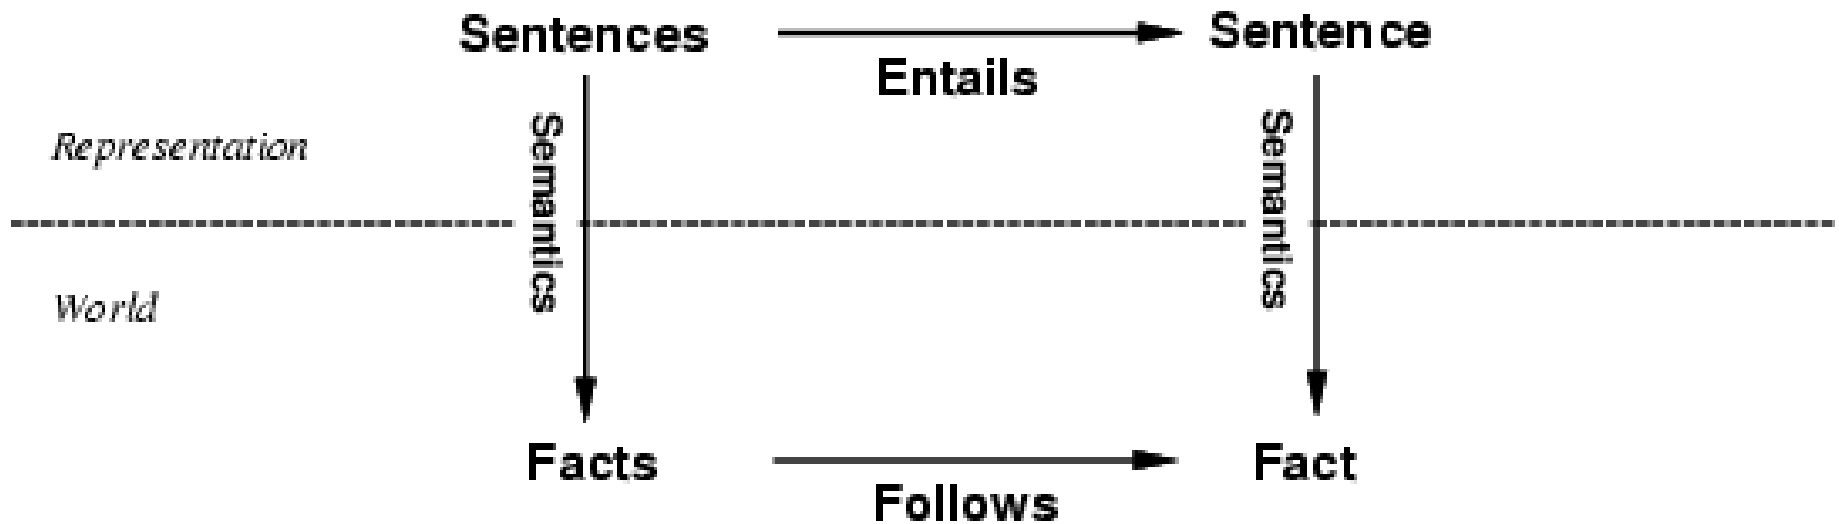 Sentences
Sentence
Entails
Representation
Semantics
Semantics
World
Facts
Fact
Follows